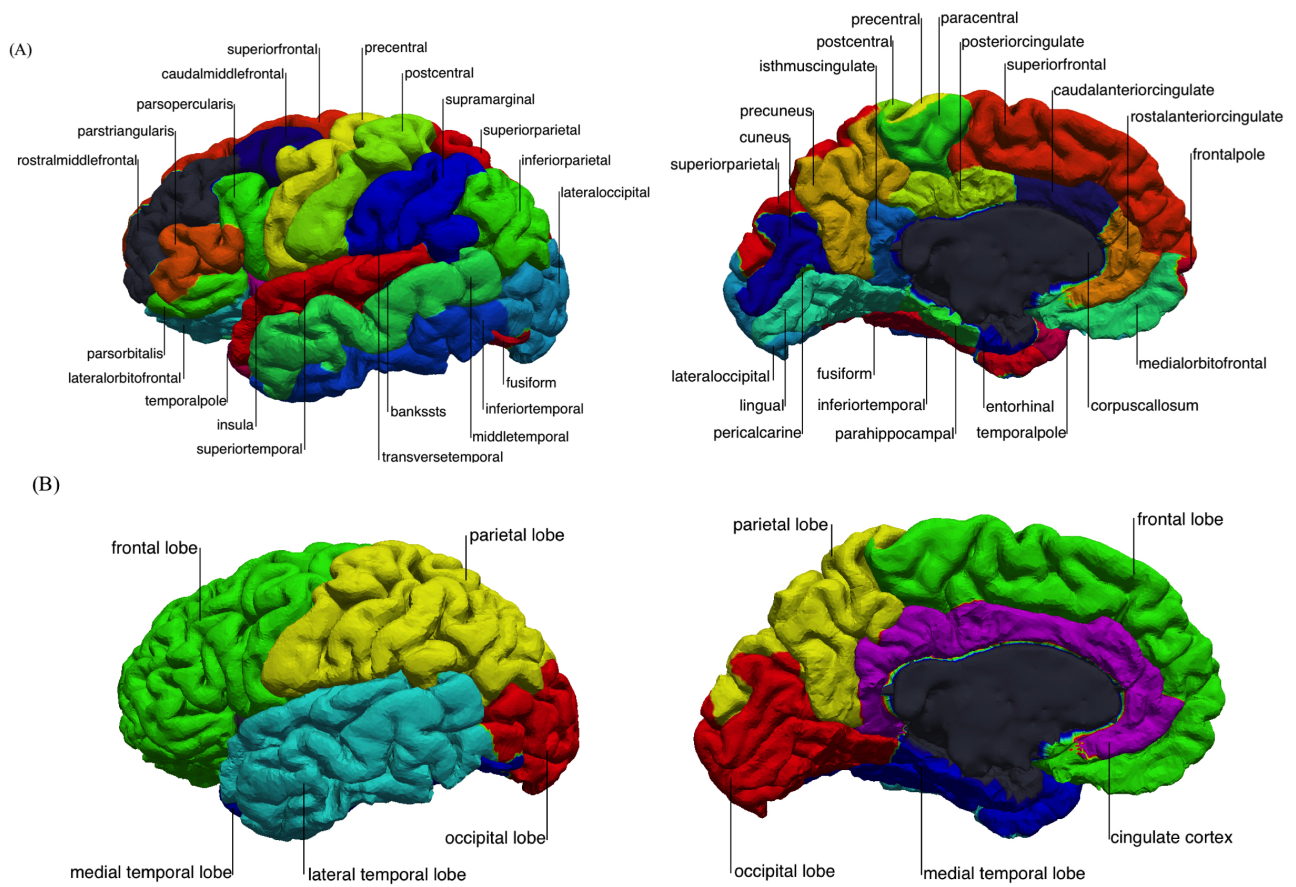 (A)
superiorfrontal
precentral
caudalmiddlefrontal
postcentral
parsopercularis
supramarginal
parstriangularis
superiorparietal
rostralmiddlefrontal
inferiorparietal
lateraloccipital
parsorbitalis
lateralorbitofrontal
temporalpole
insula
superiortemporal
transversetemporal
bankssts
middletemporal
inferiortemporal
fusiform
precentral
paracentral
postcentral
posteriorcingulate
isthmuscingulate
superiorfrontal
precuneus
caudalanteriorcingulate
cuneus
rostalanteriorcingulate
superiorparietal
frontalpole
medialorbitofrontal
lateraloccipital
fusiform
lingual
inferiortemporal
entorhinal
corpuscallosum
pericalcarine
parahippocampal
temporalpole
(B)
frontal lobe
parietal lobe
occipital lobe
medial temporal lobe
lateral temporal lobe
parietal lobe
frontal lobe
cingulate cortex
occipital lobe
medial temporal lobe